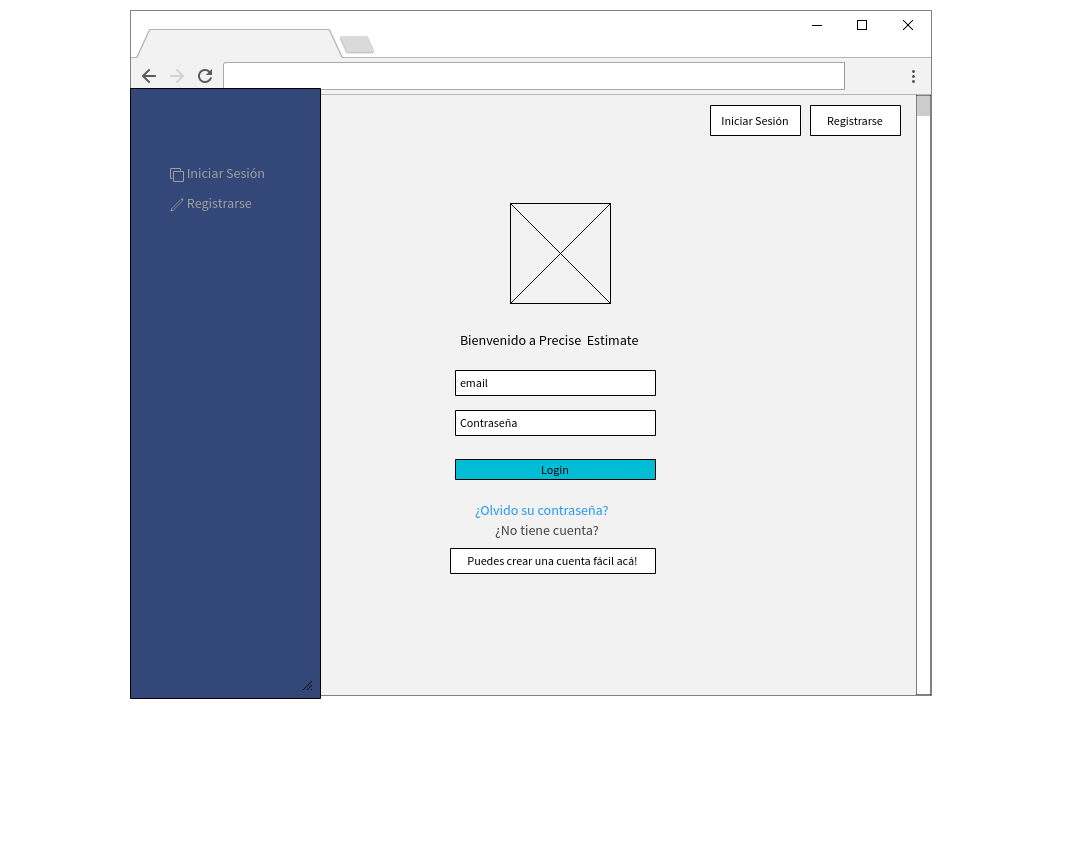 Iniciar Sesión
Registrarse
Iniciar Sesión
Registrarse
Bienvenido a Precise  Estimate
email
Contraseña
Login
¿Olvido su contraseña?
¿No tiene cuenta?
Puedes crear una cuenta fácil acá!